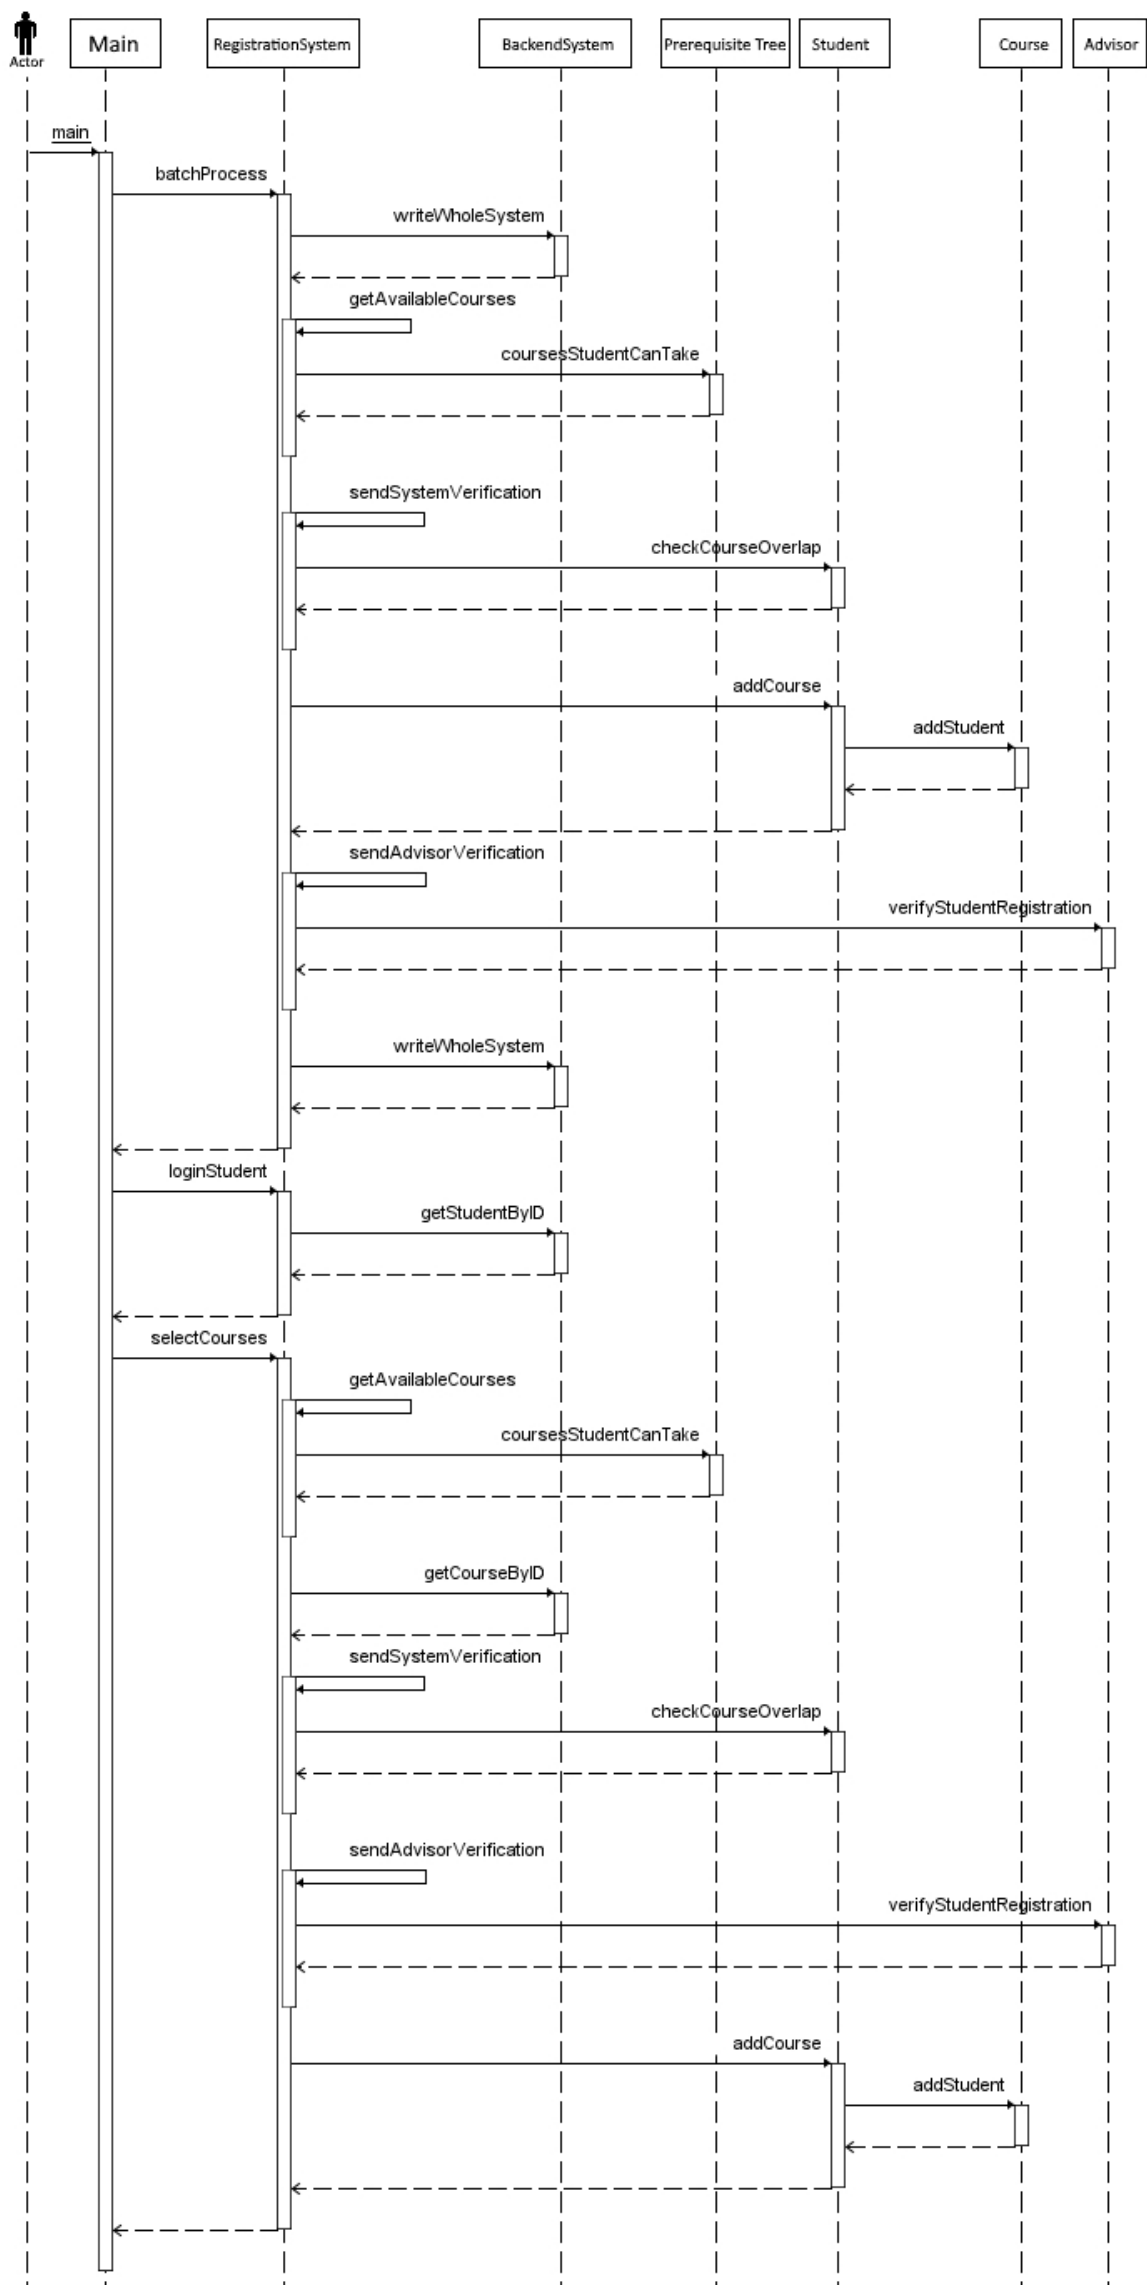 Actor
Main
RegistrationSystem
BackendSystem
Prerequisite Tree
Student
Course
Advisor
main
batchProcess
writeWholeSystem
getAvailableCourses
coursesStudentCanTake
sendSystemVerification
checkCourseOverlap
addCourse
addStudent
sendAdvisorVerification
verifyStudentRegistration
writeWholeSystem
loginStudent
getStudentByID
selectCourses
getAvailableCourses
coursesStudentCanTake
getCourseByID
sendSystemVerification
checkCourseOverlap
sendAdvisorVerification
verifyStudentRegistration
addCourse
addStudent